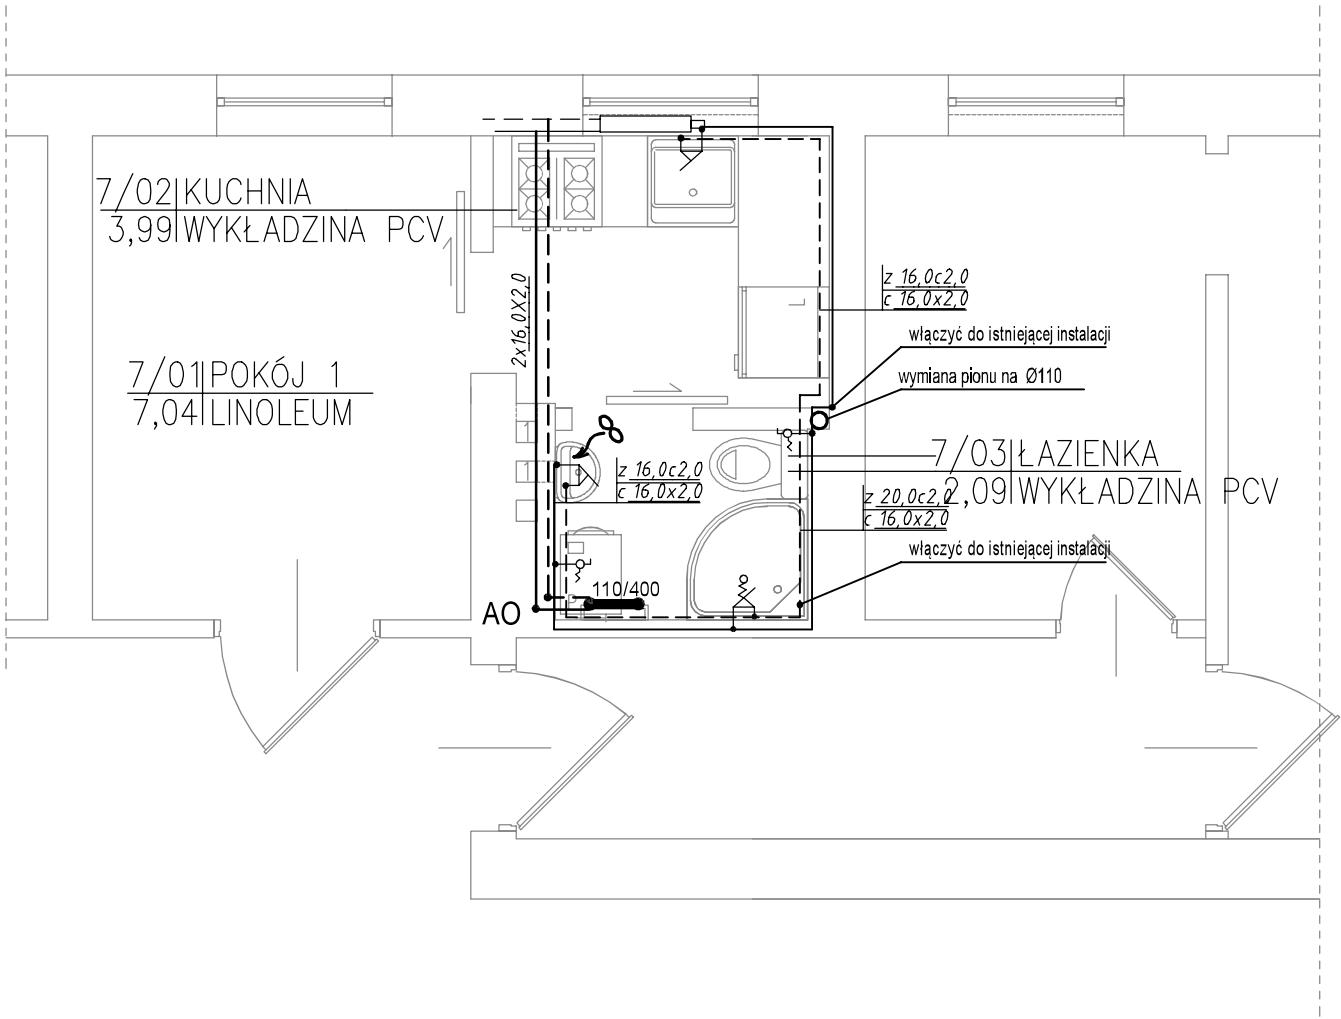 7/02 KUCHNIA
3,99 WYKŁADZINA PCV
2x16,0X2,0
z 16,0c2,0
c 16,0x2,0
włączyć do istniejącej instalacji
7/01 POKÓJ 1
7,04 LINOLEUM
wymiana pionu na Ø110
8
z 16,0c2,0
c 16,0x2,0
7/03 ŁAZIENKA
2,09 WYKŁADZINA PCV
z 20,0c2,0
c 16,0x2,0
włączyć do istniejącej instalacji
110/400
AO